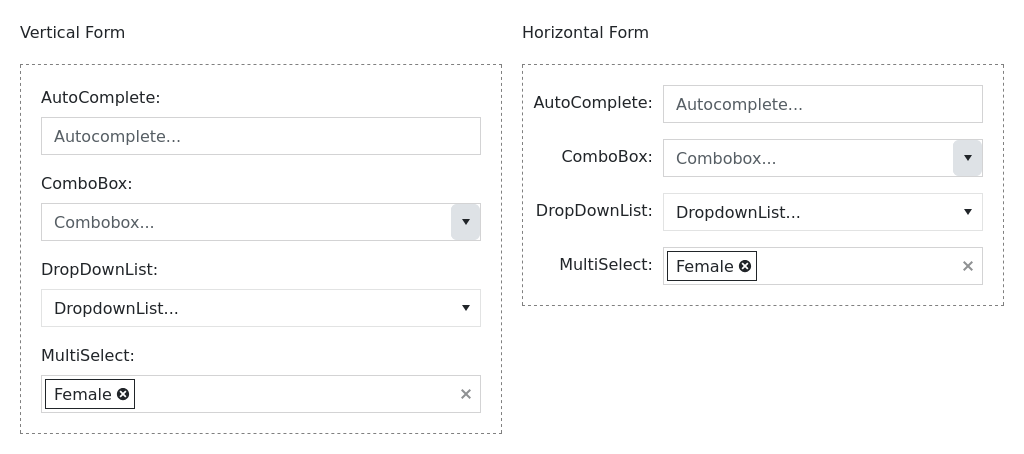 Vertical Form
AutoComplete:
Autocomplete...
ComboBox:
Combobox...
DropDownList:
DropdownList...
MultiSelect:
Female
Horizontal Form
AutoComplete: Autocomplete...
ComboBox: Combobox...
DropDownList: DropdownList...
MultiSelect: Female